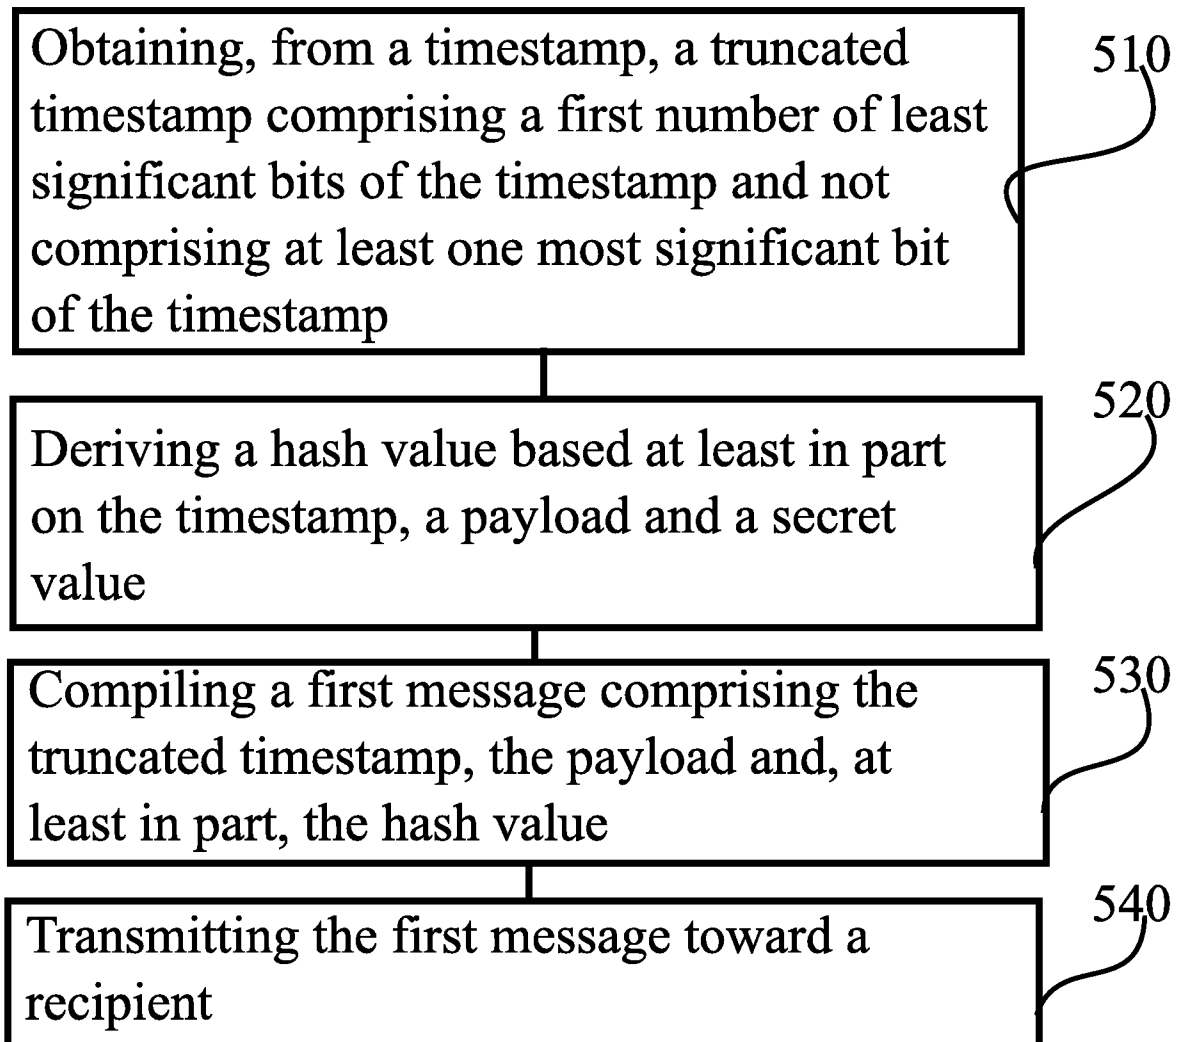 Obtaining, from a timestamp, a truncated
timestamp comprising a first number of least
significant bits of the timestamp and not
comprising at least one most significant bit
of the timestamp
510
Deriving a hash value based at least in part
on the timestamp, a payload and a secret
value
520
Compiling a first message comprising the
truncated timestamp, the payload and, at
least in part, the hash value
530
Transmitting the first message toward a
recipient
540